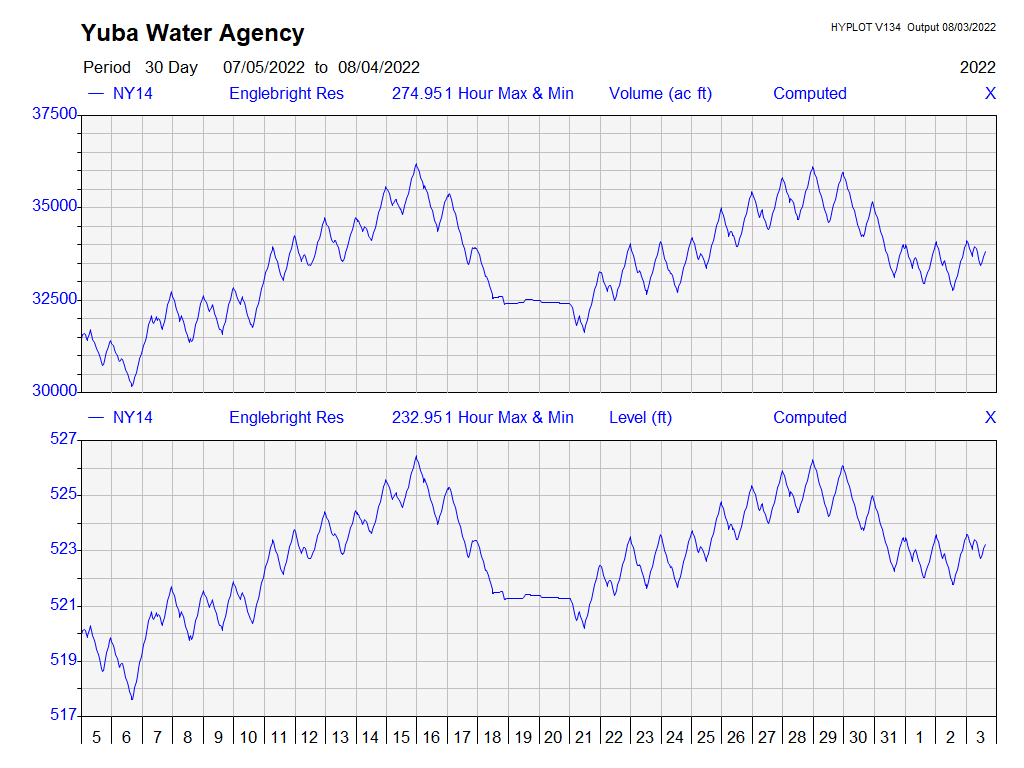 Yuba Water Agency
HYPLOT V134 Output 08/03/2022
Period 30 Day 07/05/2022 to 08/04/2022 2022
NY14 Englebright Res 274.951 Hour Max & Min Volume (ac ft) Computed X
37500
35000
32500
30000
NY14 Englebright Res 232.951 Hour Max & Min Level (ft) Computed X
527
525
523
521
519
517
5 6 7 8 9 10 11 12 13 14 15 16 17 18 19 20 21 22 23 24 25 26 27 28 29 30 31 1 2 3